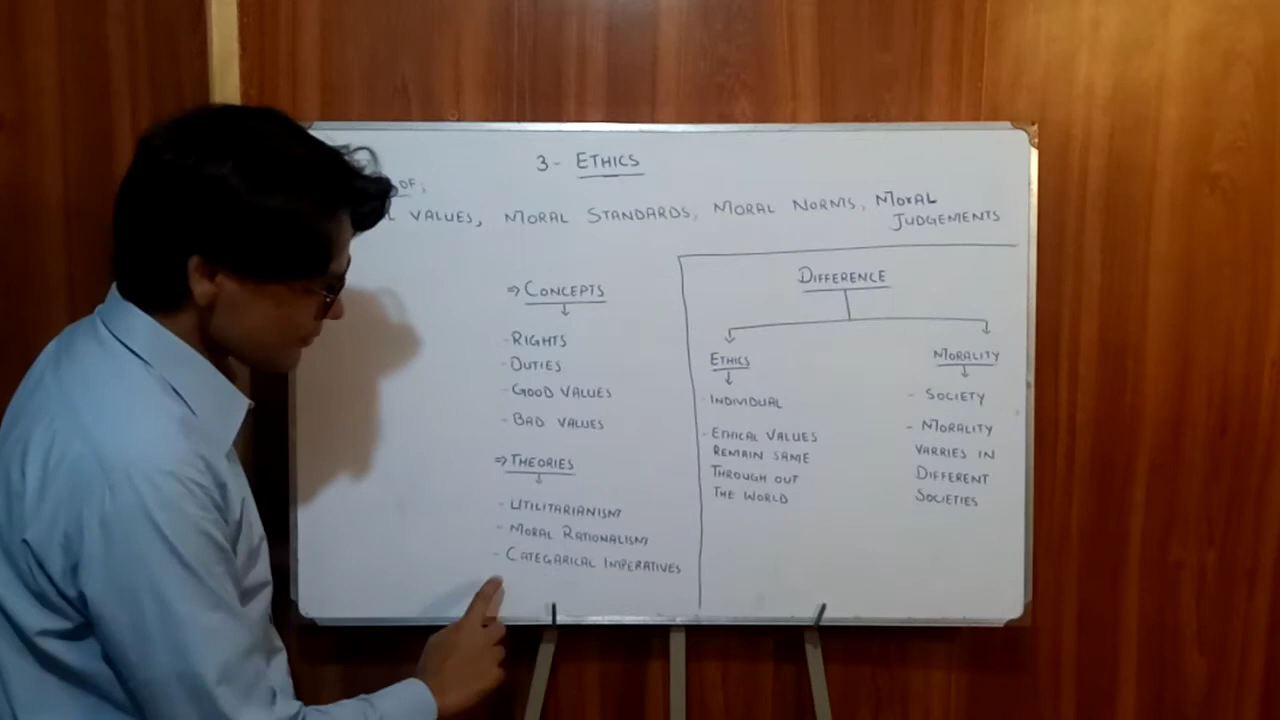 3- ETHICS
OF;
VALUES, MORAL STANDARDS, MORAL NORMS, MORAL
JUDGEMENTS
⇒ CONCEPTS
- RIGHTS
- DUTIES
- GOOD VALUES
- BAD VALUES
⇒ THEORIES
- UTILITARIANISM
- MORAL RATIONALISM
- CATEGARICAL IMPERATIVES
DIFFERENCE
ETHICS
- INDIVIDUAL
- ETHICAL VALUES
REMAIN SAME
THROUGH OUT
THE WORLD
MORALITY
- SOCIETY
- MORALITY
VARRIES IN
DIFFERENT
SOCIETIES